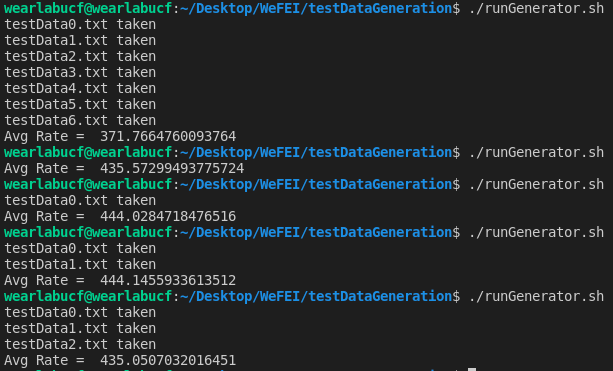 wearlabucf@wearlabucf:~/Desktop/WeFEI/testDataGeneration$ ./runGenerator.sh
testData0.txt taken
testData1.txt taken
testData2.txt taken
testData3.txt taken
testData4.txt taken
testData5.txt taken
testData6.txt taken
Avg Rate =  371.7664760093764
wearlabucf@wearlabucf:~/Desktop/WeFEI/testDataGeneration$ ./runGenerator.sh
Avg Rate =  435.57299493775724
wearlabucf@wearlabucf:~/Desktop/WeFEI/testDataGeneration$ ./runGenerator.sh
testData0.txt taken
Avg Rate =  444.0284718476516
wearlabucf@wearlabucf:~/Desktop/WeFEI/testDataGeneration$ ./runGenerator.sh
testData0.txt taken
testData1.txt taken
Avg Rate =  444.1455933613512
wearlabucf@wearlabucf:~/Desktop/WeFEI/testDataGeneration$ ./runGenerator.sh
testData0.txt taken
testData1.txt taken
testData2.txt taken
Avg Rate =  435.0507032016451